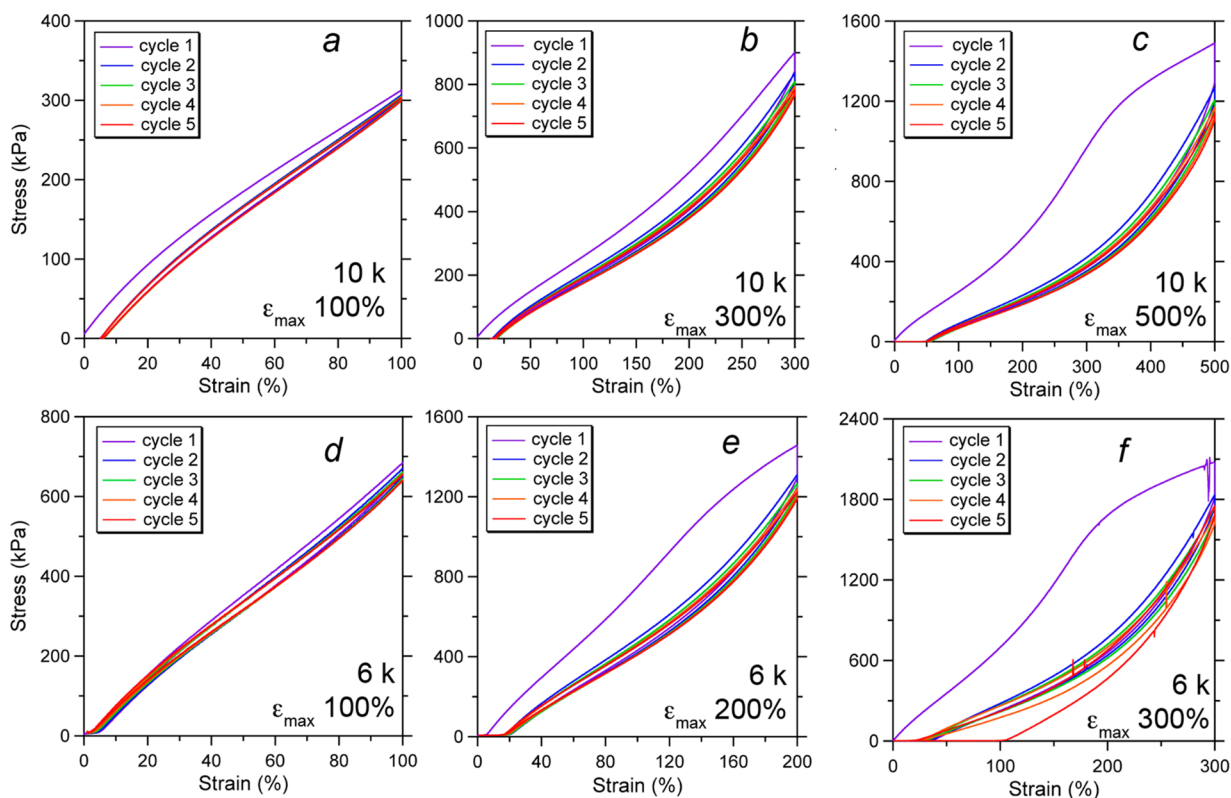 a
400
300
200
100
0
cycle 1
cycle 2
cycle 3
cycle 4
cycle 5
10 k
εmax 100%
0 20 40 60 80 100
Strain (%)
Stress (kPa)
b
1000
800
600
400
200
0
cycle 1
cycle 2
cycle 3
cycle 4
cycle 5
10 k
εmax 300%
0 50 100 150 200 250 300
Strain (%)
c
1600
1200
800
400
0
cycle 1
cycle 2
cycle 3
cycle 4
cycle 5
10 k
εmax 500%
0 100 200 300 400 500
Strain (%)
d
800
600
400
200
0
cycle 1
cycle 2
cycle 3
cycle 4
cycle 5
6 k
εmax 100%
0 20 40 60 80 100
Strain (%)
Stress (kPa)
e
1600
1200
800
400
0
cycle 1
cycle 2
cycle 3
cycle 4
cycle 5
6 k
εmax 200%
0 40 80 120 160 200
Strain (%)
f
2400
1800
1200
600
0
cycle 1
cycle 2
cycle 3
cycle 4
cycle 5
6 k
εmax 300%
0 100 200 300
Strain (%)